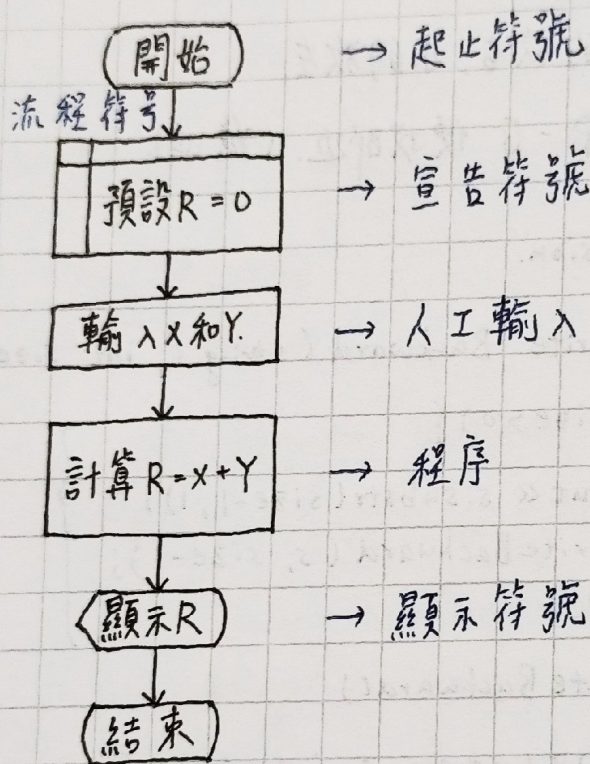 開始 → 起止符號
流程符号
預設R=0 → 宣告符號
輸入X和Y. → 人工輸入
計算R=X+Y → 程序
顯示R → 顯示符號
結束